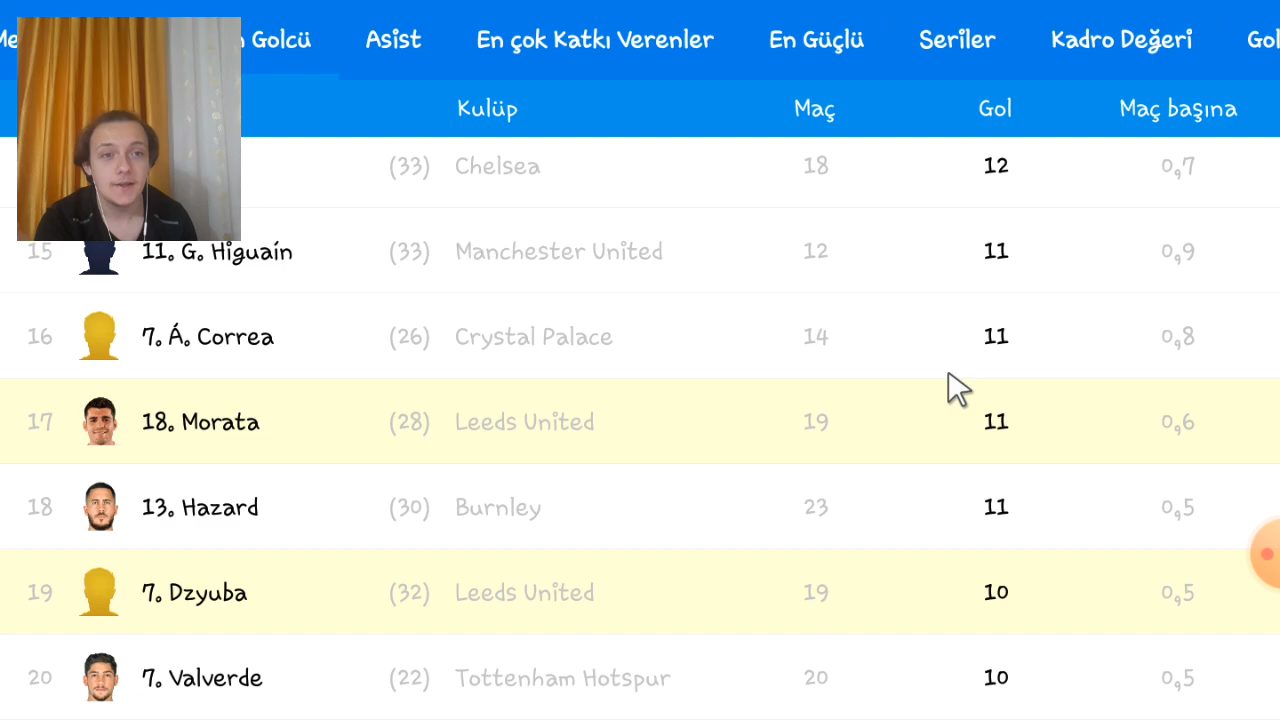 Me n Golcü Asist En çok Katkı Verenler En Güçlü Seriler Kadro Değeri Gol
Kulüp Maç Gol Maç başına
(33) Chelsea 18 12 0,7
15 11. G. Higuaín (33) Manchester United 12 11 0,9
16 7. Á. Correa (26) Crystal Palace 14 11 0,8
17 18. Morata (28) Leeds United 19 11 0,6
18 13. Hazard (30) Burnley 23 11 0,5
19 7. Dzyuba (32) Leeds United 19 10 0,5
20 7. Valverde (22) Tottenham Hotspur 20 10 0,5